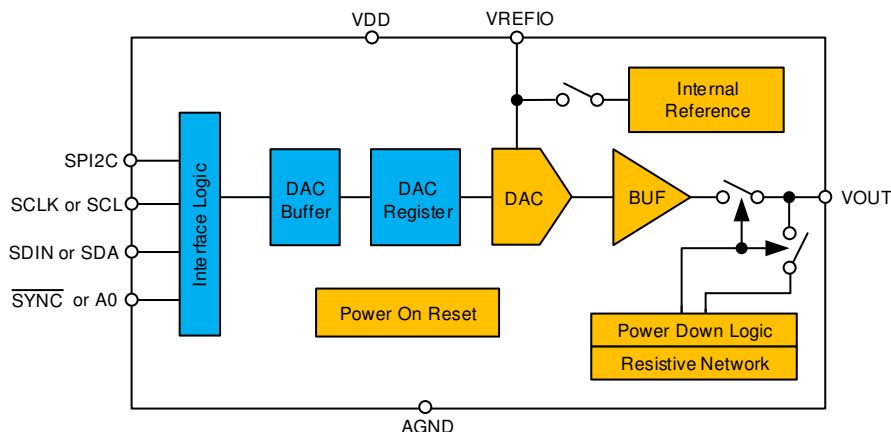 VDD
VREFIO
Internal
Reference
SPI2C
SCLK or SCL
SDIN or SDA
SYNC or A0
Interface Logic
DAC
Buffer
DAC
Register
DAC
BUF
VOUT
Power On Reset
Power Down Logic
Resistive Network
AGND